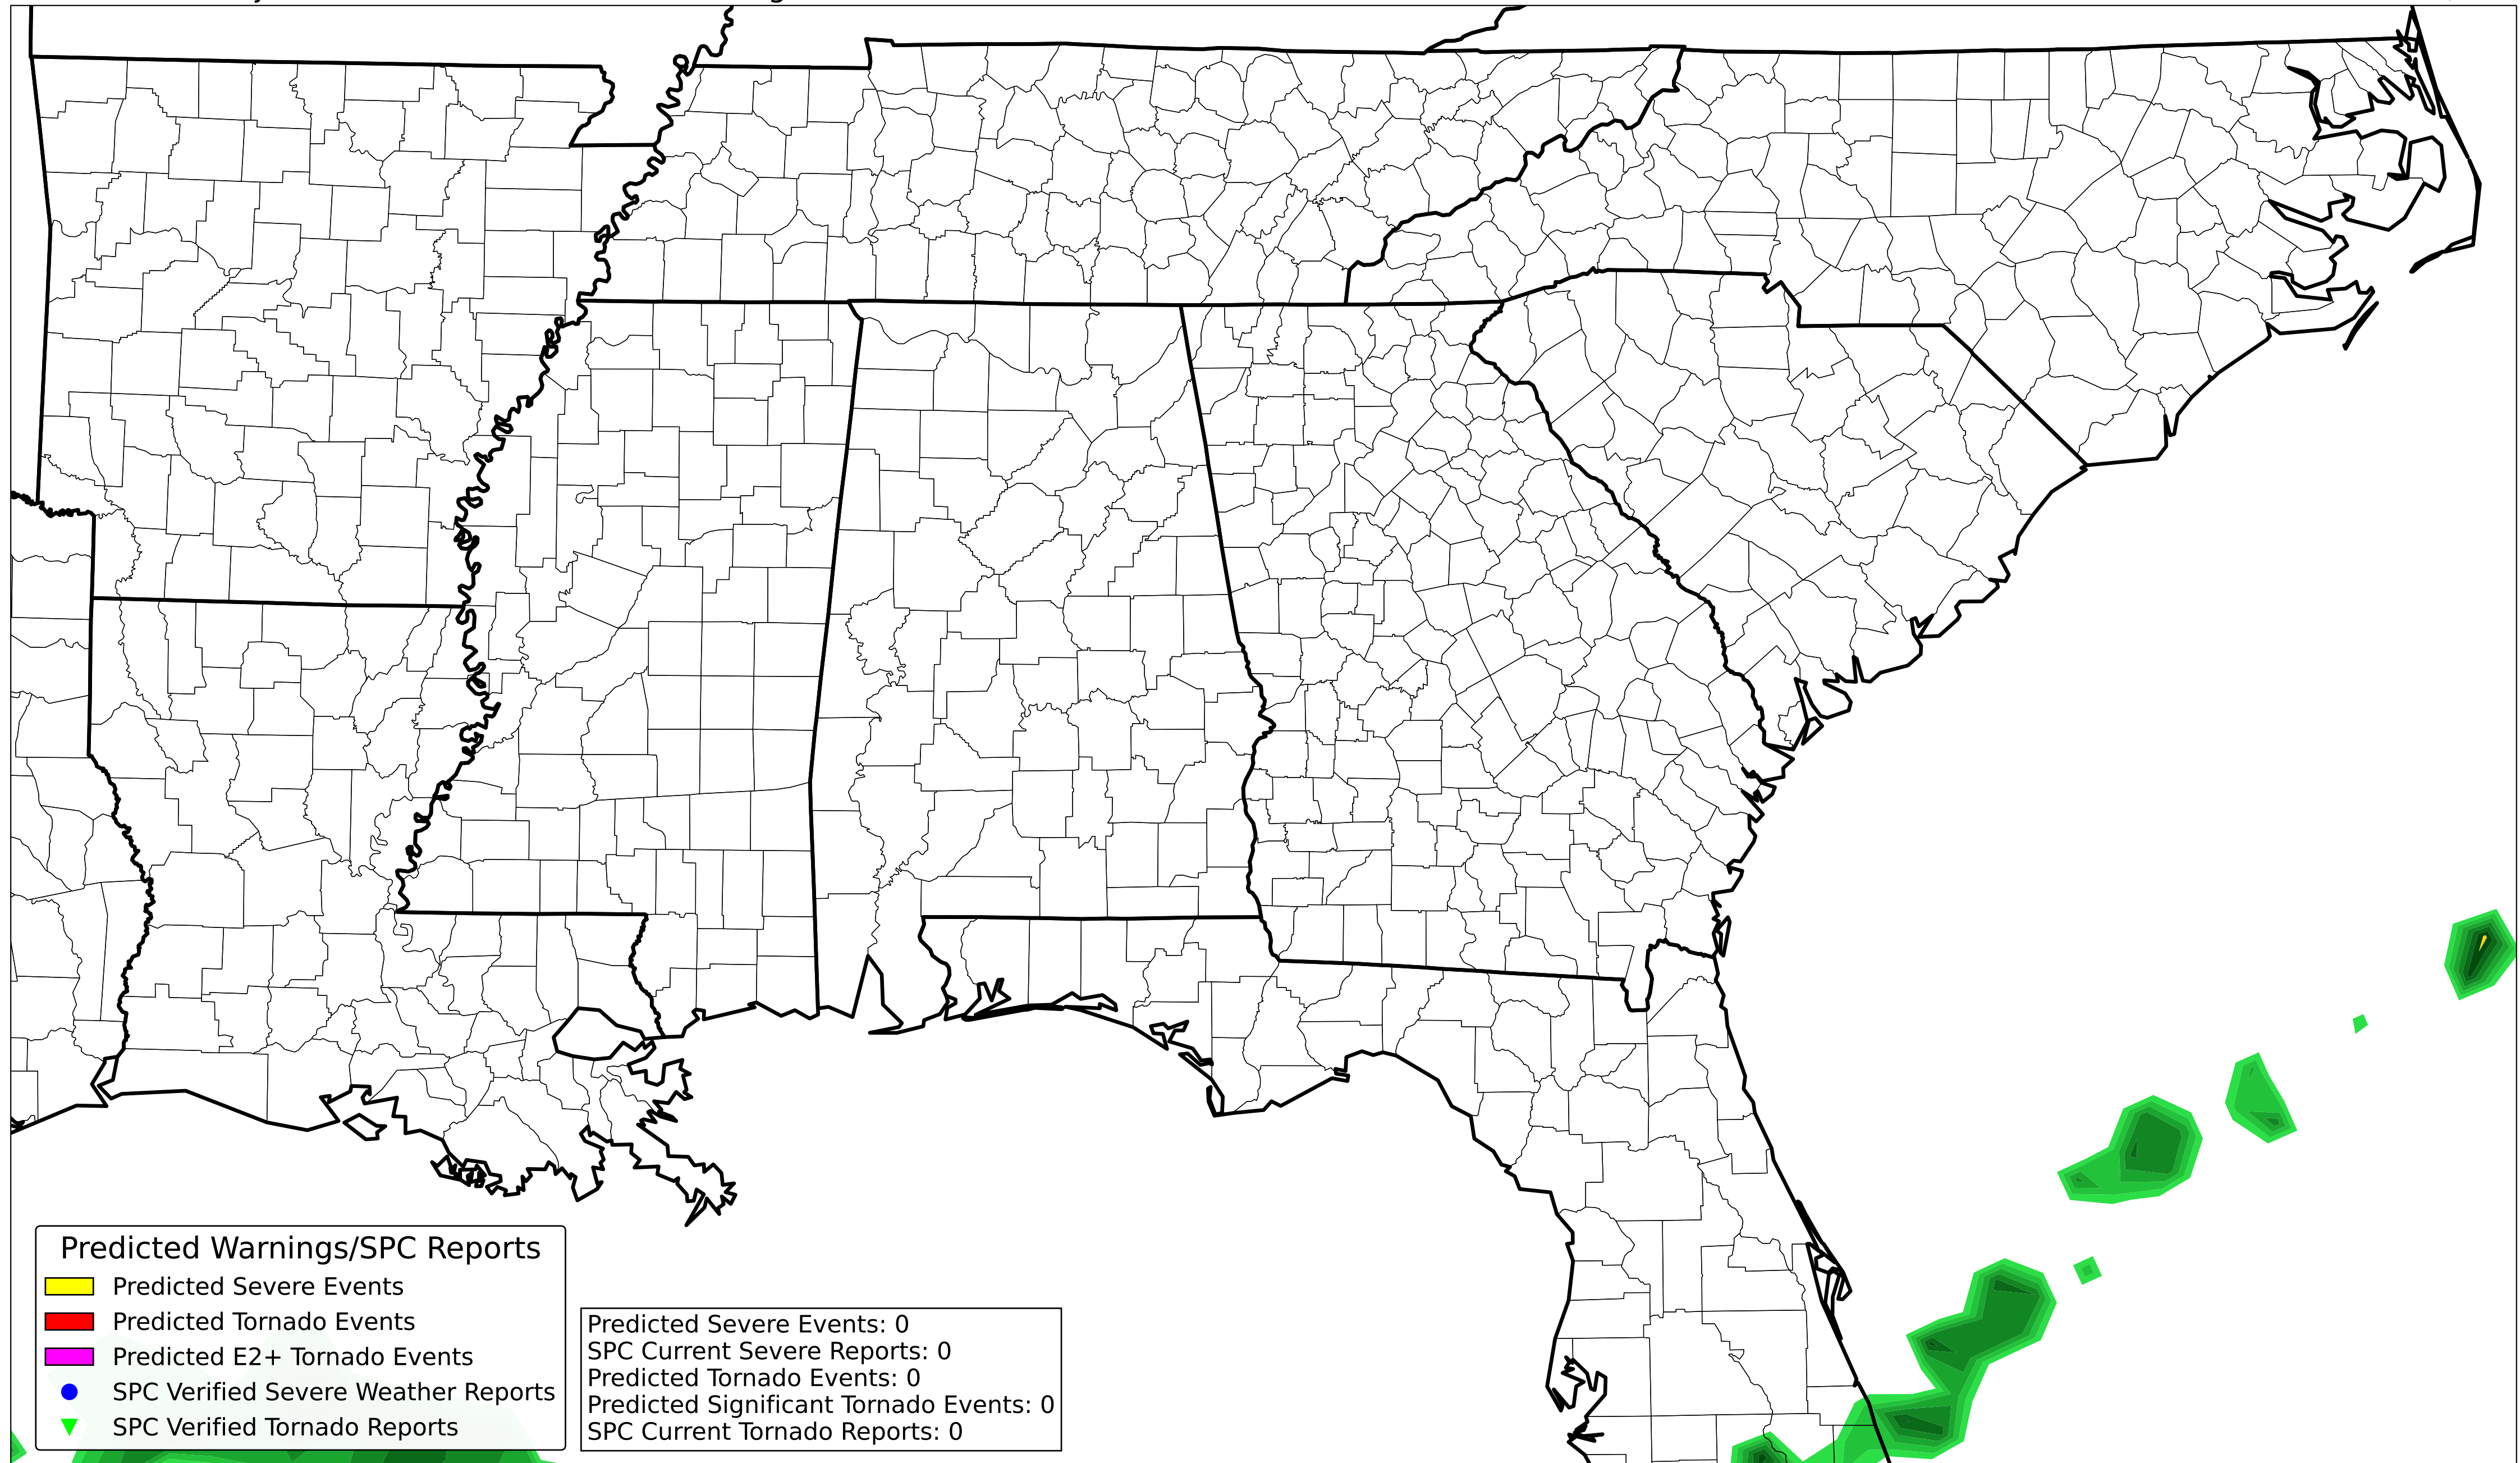 Predicted Warnings/SPC Reports
Predicted Severe Events
Predicted Tornado Events
Predicted E2+ Tornado Events
SPC Verified Severe Weather Reports
SPC Verified Tornado Reports
Predicted Severe Events: 0
SPC Current Severe Reports: 0
Predicted Tornado Events: 0
Predicted Significant Tornado Events: 0
SPC Current Tornado Reports: 0